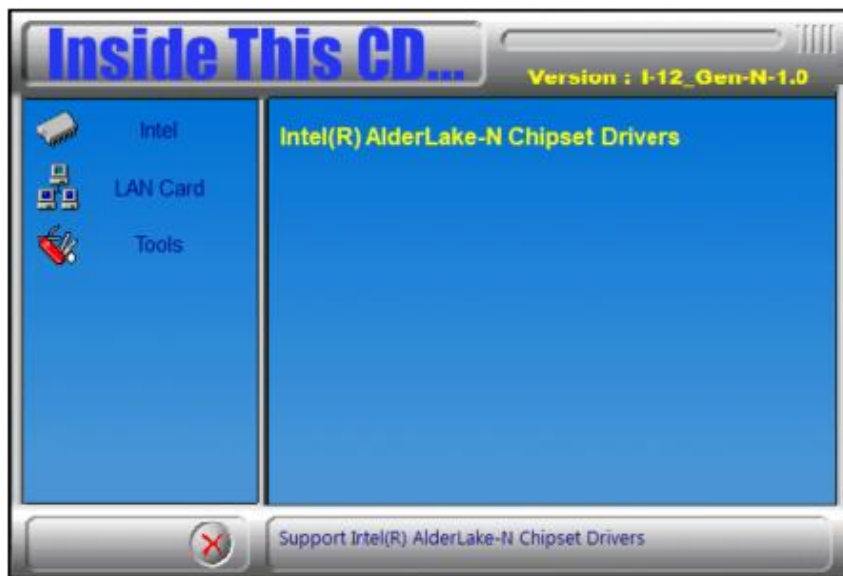 Inside This CD...
Version : I-12_Gen-N-1.0
Intel
LAN Card
Tools
Intel(R) AlderLake-N Chipset Drivers
Support Intel(R) AlderLake-N Chipset Drivers